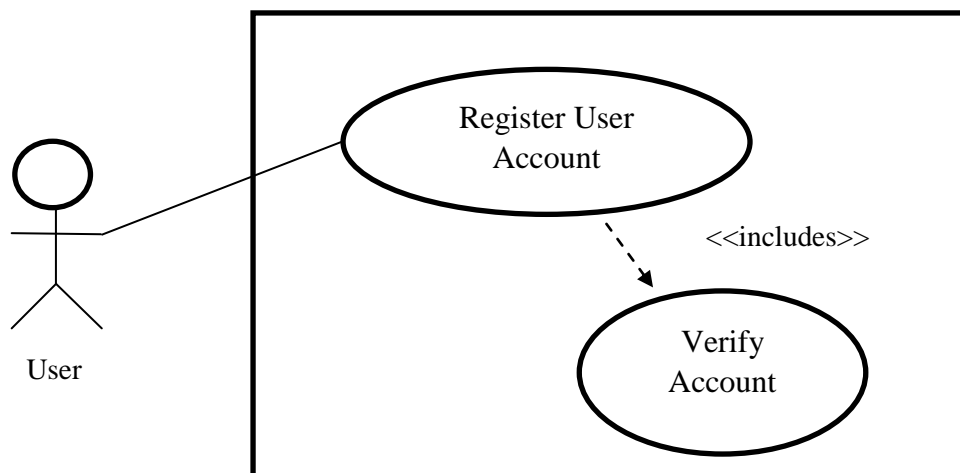 Register User
Account
<<includes>>
Verify
Account
User